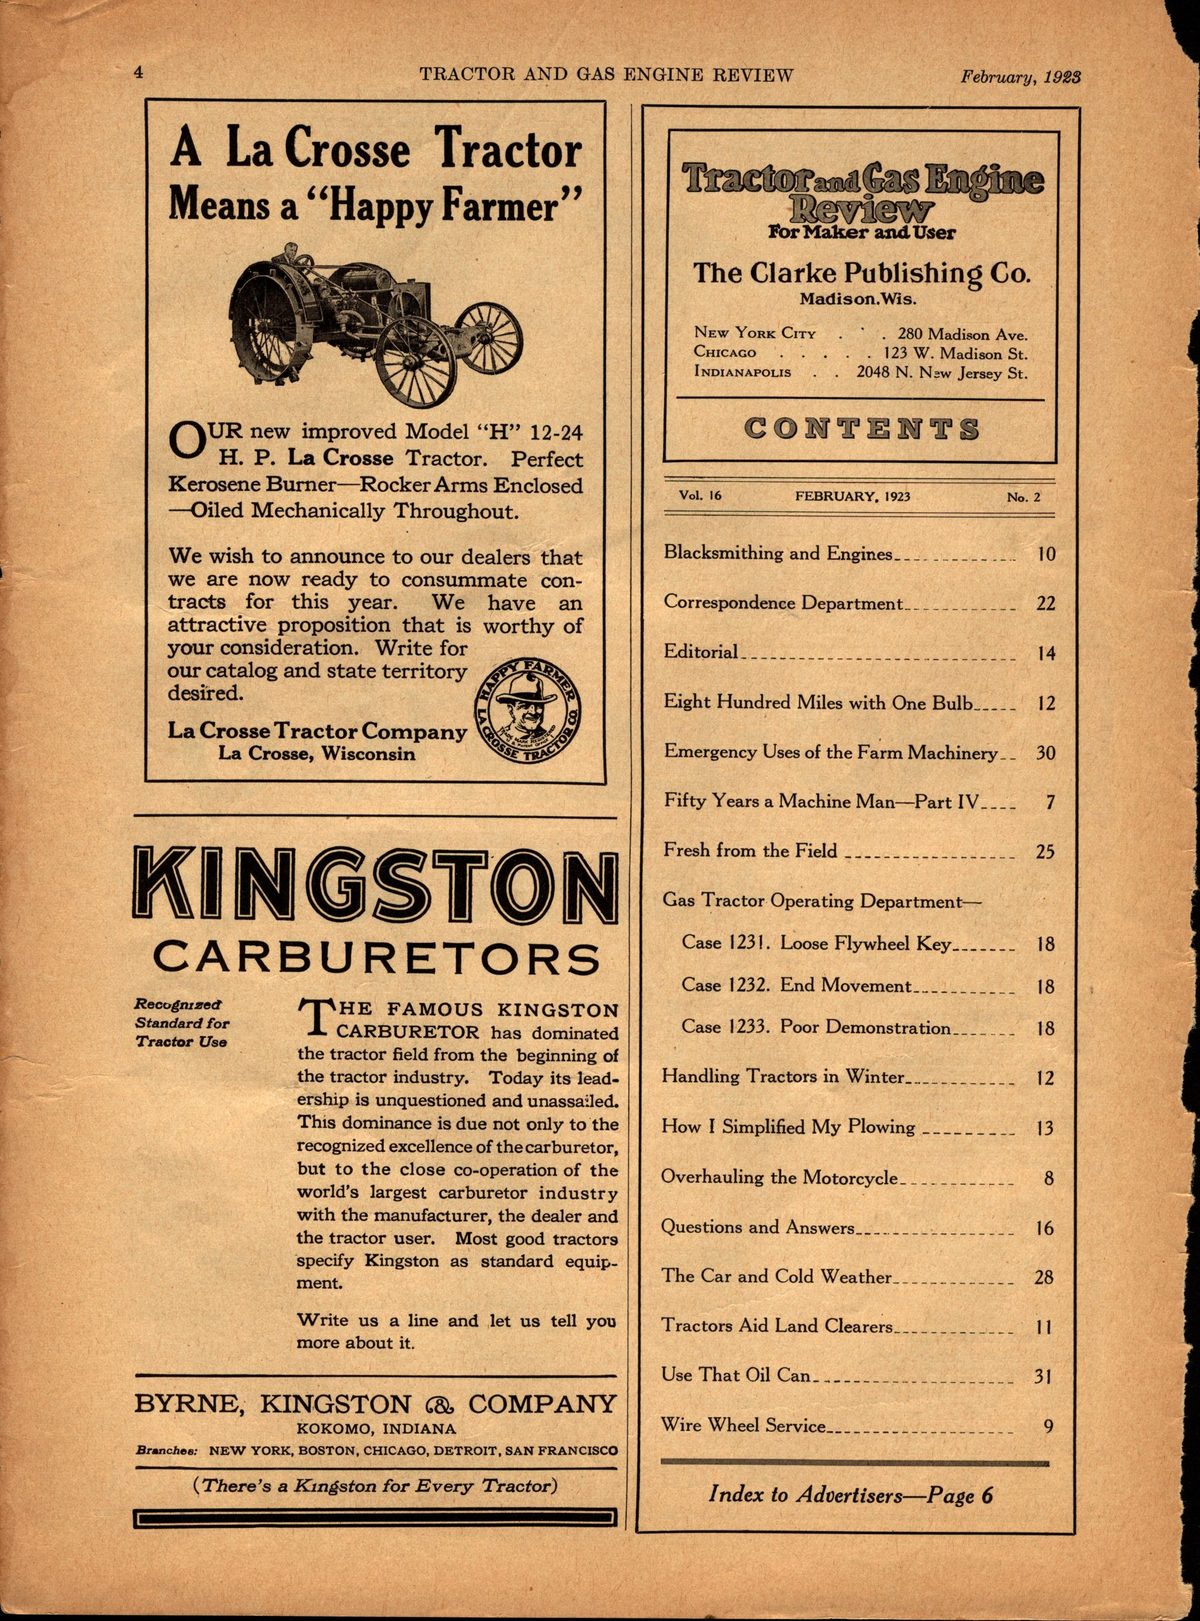 4
TRACTOR AND GAS ENGINE REVIEW
February, 1923
A La Crosse Tractor
Means a “Happy Farmer”
OUR new improved Model “H” 12-24
H. P. La Crosse Tractor. Perfect
Kerosene Burner—Rocker Arms Enclosed
—Oiled Mechanically Throughout.
We wish to announce to our dealers that
we are now ready to consummate con-
tracts for this year. We have an
attractive proposition that is worthy of
your consideration. Write for
our catalog and state territory
desired.
La Crosse Tractor Company
La Crosse, Wisconsin
HAPPY FARMER
LA CROSSE TRACTOR CO.
KINGSTON
CARBURETORS
Recognized
Standard for
Tractor Use
THE FAMOUS KINGSTON
CARBURETOR has dominated
the tractor field from the beginning of
the tractor industry. Today its lead-
ership is unquestioned and unassailed.
This dominance is due not only to the
recognized excellence of the carburetor,
but to the close co-operation of the
world's largest carburetor industry
with the manufacturer, the dealer and
the tractor user. Most good tractors
specify Kingston as standard equip-
ment.
Write us a line and let us tell you
more about it.
BYRNE, KINGSTON & COMPANY
KOKOMO, INDIANA
Branches: NEW YORK, BOSTON, CHICAGO, DETROIT, SAN FRANCISCO
(There's a Kingston for Every Tractor)
Tractor and Gas Engine
Review
For Maker and User
The Clarke Publishing Co.
Madison. Wis.
NEW YORK CITY . . . 280 Madison Ave.
CHICAGO . . . . . 123 W. Madison St.
INDIANAPOLIS . . 2048 N. New Jersey St.
CONTENTS
Vol. 16 FEBRUARY, 1923 No. 2
Blacksmithing and Engines 10
Correspondence Department 22
Editorial 14
Eight Hundred Miles with One Bulb 12
Emergency Uses of the Farm Machinery 30
Fifty Years a Machine Man—Part IV 7
Fresh from the Field 25
Gas Tractor Operating Department—
Case 1231. Loose Flywheel Key 18
Case 1232. End Movement 18
Case 1233. Poor Demonstration 18
Handling Tractors in Winter 12
How I Simplified My Plowing 13
Overhauling the Motorcycle 8
Questions and Answers 16
The Car and Cold Weather 28
Tractors Aid Land Clearers 11
Use That Oil Can 31
Wire Wheel Service 9
Index to Advertisers—Page 6